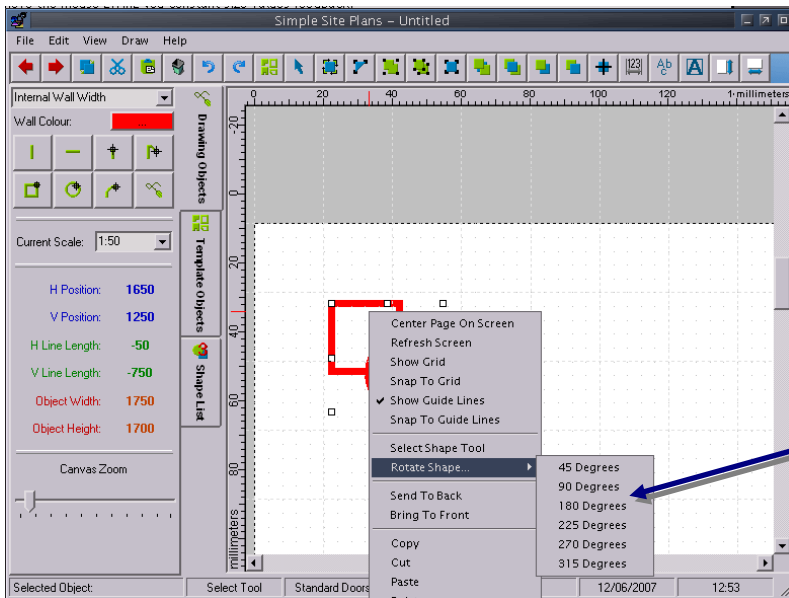 Simple Site Plans – Untitled
File Edit View Draw Help
123
Ab
c
A
Internal Wall Width
Wall Colour:
...
Current Scale: 1:50
H Position: 1650
V Position: 1250
H Line Length: -50
V Line Length: -750
Object Width: 1750
Object Height: 1700
Canvas Zoom
Drawing Objects
Template Objects
Shape List
0 20 40 60 80 100 120 millimeters
-20
0
20
40
60
80
millimeters
Center Page On Screen
Refresh Screen
Show Grid
Snap To Grid
Show Guide Lines
Snap To Guide Lines
Select Shape Tool
Rotate Shape...
Send To Back
Bring To Front
Copy
Cut
Paste
45 Degrees
90 Degrees
180 Degrees
225 Degrees
270 Degrees
315 Degrees
Selected Object: Select Tool Standard Doors 12/06/2007 12:53